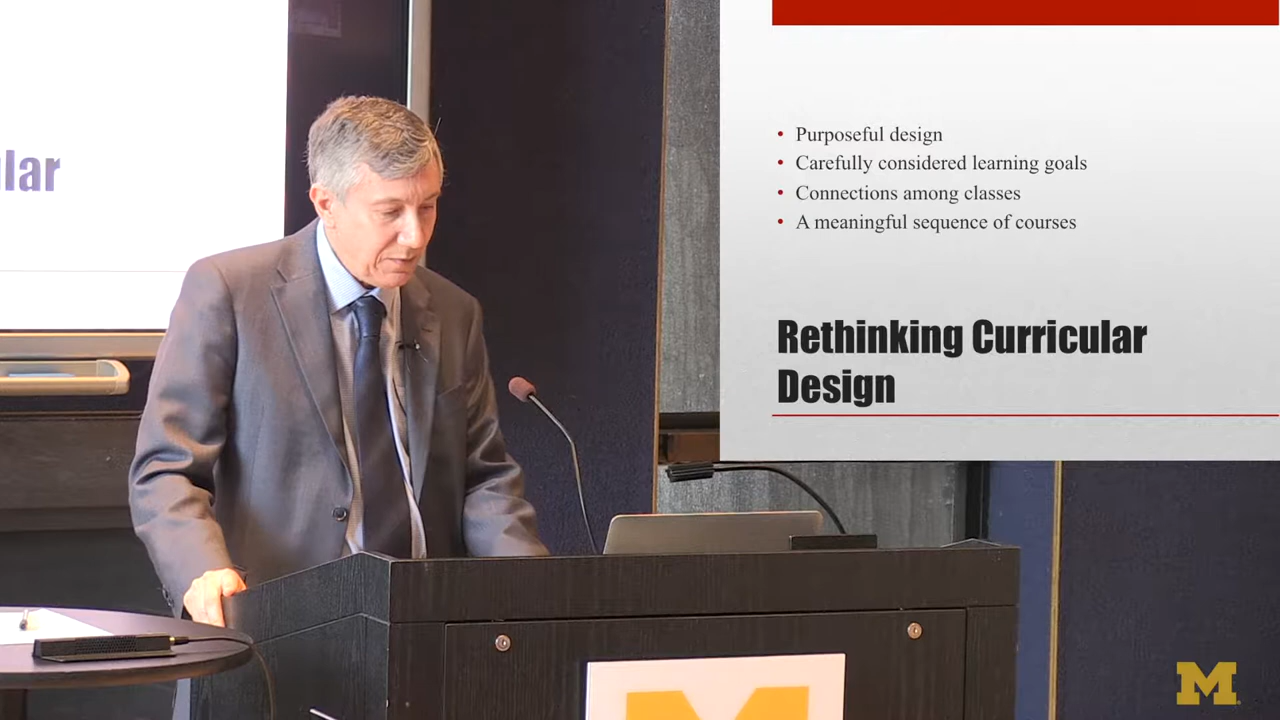 lar
• Purposeful design
• Carefully considered learning goals
• Connections among classes
• A meaningful sequence of courses
Rethinking Curricular
Design
M
M